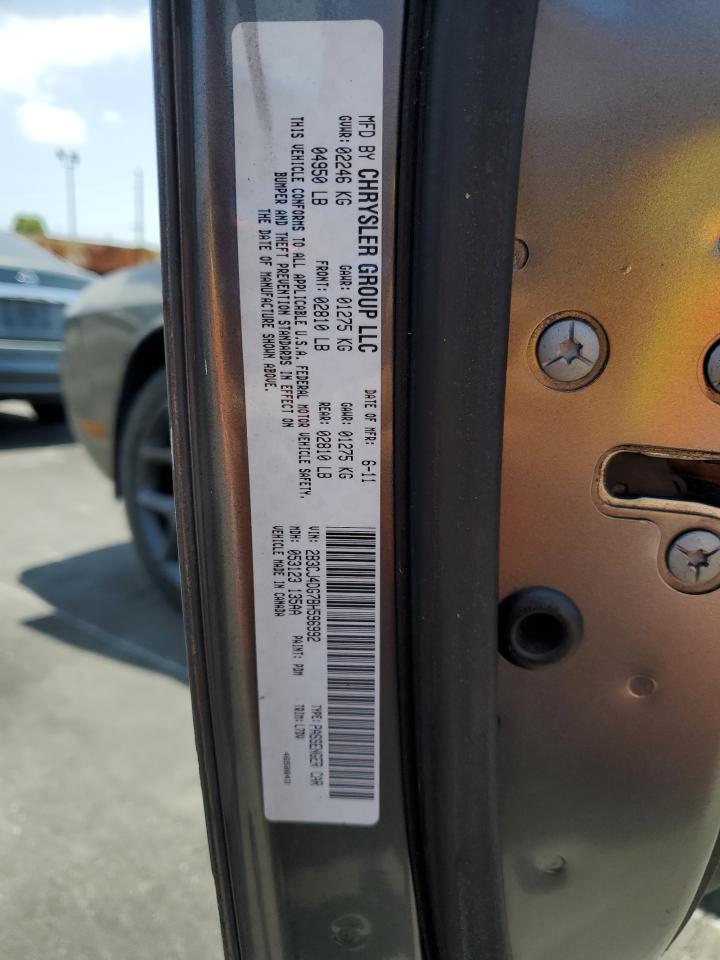 MFD BY CHRYSLER GROUP LLC
DATE OF MFR: 6-11
GVWR: 02246 KG GAWR: 01275 KG GAWR: 01275 KG
04950 LB FRONT: 02810 LB REAR: 02810 LB
THIS VEHICLE CONFORMS TO ALL APPLICABLE U.S.A. FEDERAL MOTOR VEHICLE SAFETY,
BUMPER AND THEFT PREVENTION STANDARDS IN EFFECT ON
THE DATE OF MANUFACTURE SHOWN ABOVE.
VIN: 2B3CJ4DG7BH596992 TYPE: PASSENGER CAR
MDH: 053123 135AA PAINT: PDM TRIM: L7DV
VEHICLE MADE IN CANADA